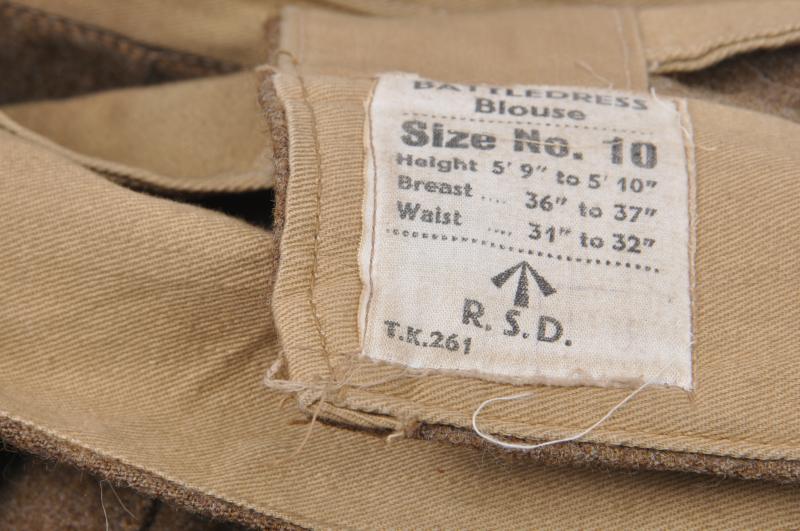 BATTLEDRESS
Blouse
Size No. 10
Height 5' 9" to 5' 10"
Breast .... 36" to 37"
Waist .... 31" to 32"
R. S. D.
T.K.261